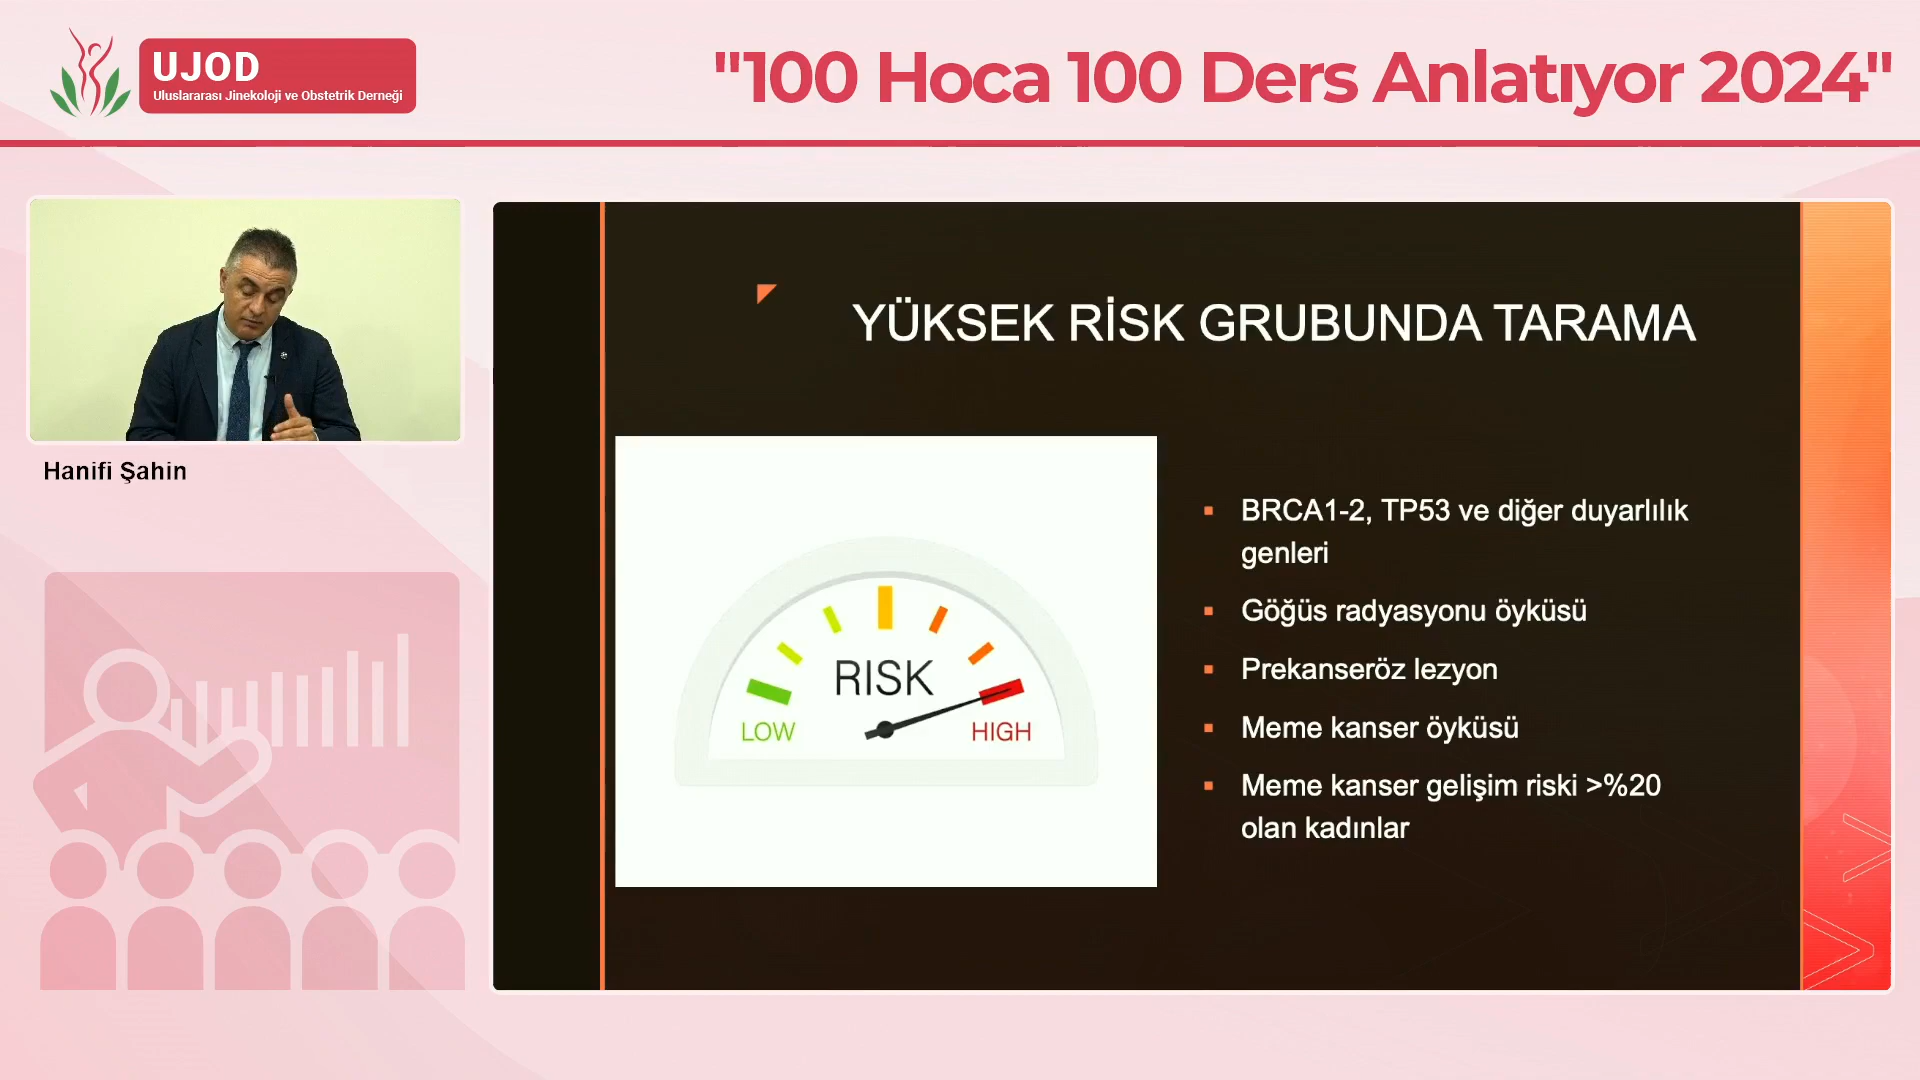 UJOD
Uluslararası Jinekoloji ve Obstetrik Derneği
"100 Hoca 100 Ders Anlatıyor 2024"
Hanifi Şahin
YÜKSEK RİSK GRUBUNDA TARAMA
RISK
LOW
HIGH
BRCA1-2, TP53 ve diğer duyarlılık
genleri
Göğüs radyasyonu öyküsü
Prekanseröz lezyon
Meme kanser öyküsü
Meme kanser gelişim riski >%20
olan kadınlar